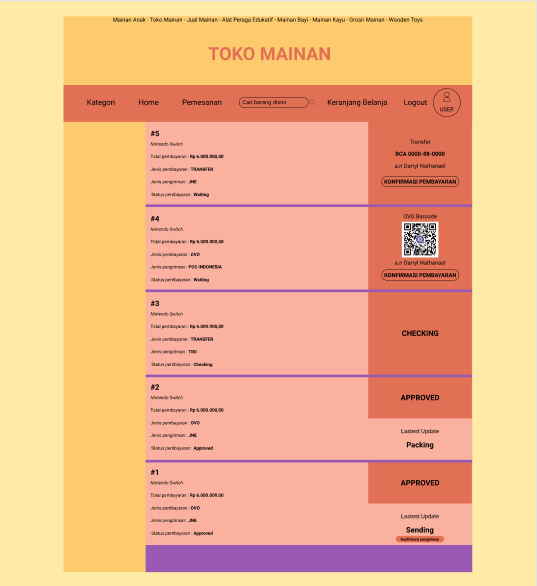 Mainan Anak - Toko Mainan - Jual Mainan - Alat Peraga Edukatif - Mainan Bayi - Mainan Kayu - Grosir Mainan - Wooden Toys
TOKO MAINAN
Kategori Home Pemesanan Cari barang disini Keranjang Belanja Logout USER
#5
Nintendo Switch
Total pembayaran : Rp 6.000.000,00
Jenis pembayaran : TRANSFER
Jenis pengiriman : JNE
Status pembayaran : Waiting
Transfer
BCA 0000-88-0000
a.n Darryl Nathanael
KONFIRMASI PEMBAYARAN
#4
Nintendo Switch
Total pembayaran : Rp 6.000.000,00
Jenis pembayaran : OVO
Jenis pengiriman : POS INDONESIA
Status pembayaran : Waiting
OVO Barcode
a.n Darryl Nathanael
KONFIRMASI PEMBAYARAN
#3
Nintendo Switch
Total pembayaran : Rp 6.000.000,00
Jenis pembayaran : TRANSFER
Jenis pengiriman : TIKI
Status pembayaran : Checking
CHECKING
#2
Nintendo Switch
Total pembayaran : Rp 6.000.000,00
Jenis pembayaran : OVO
Jenis pengiriman : JNE
Status pembayaran : Approved
APPROVED
Lastest Update
Packing
#1
Nintendo Switch
Total pembayaran : Rp 6.000.000,00
Jenis pembayaran : OVO
Jenis pengiriman : JNE
Status pembayaran : Approved
APPROVED
Lastest Update
Sending
Konfirmasi pengiriman